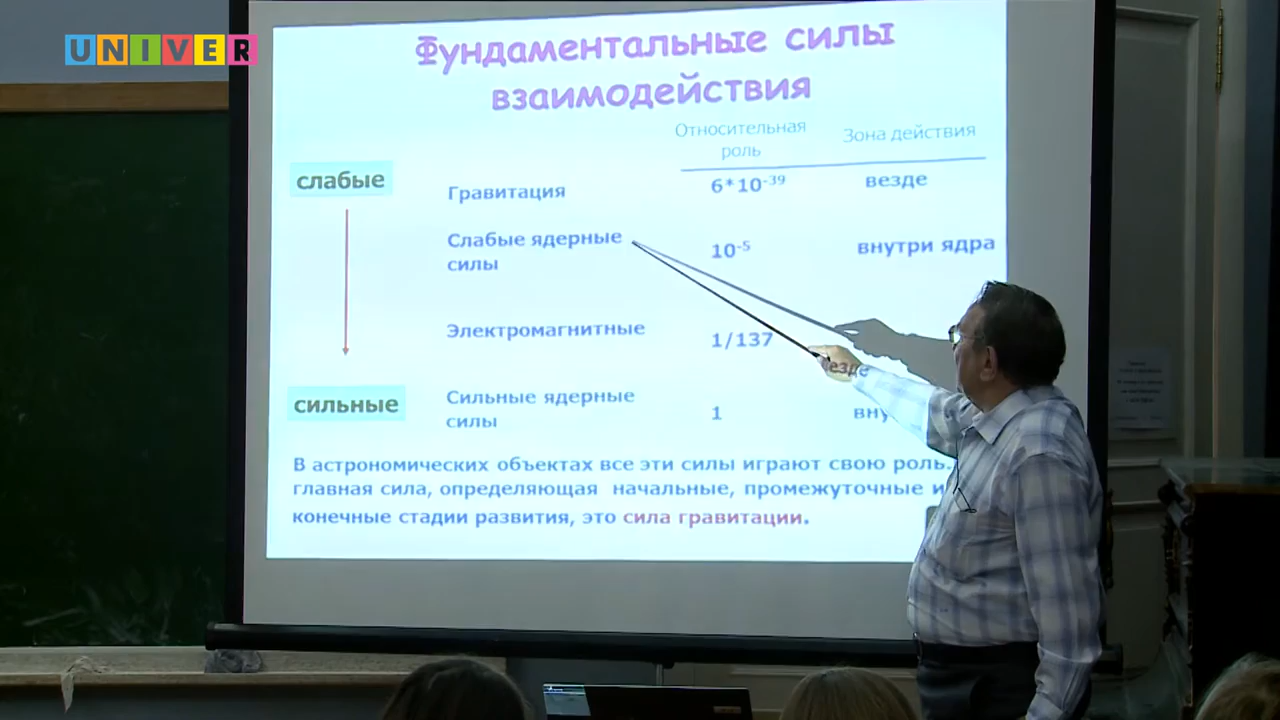 UNIVER
Фундаментальные силы
взаимодействия
Относительная
роль
Зона действия
слабые
Гравитация
6*10-39
везде
Слабые ядерные
силы
10-5
внутри ядра
Электромагнитные
1/137
сильные
Сильные ядерные
силы
1
В астрономических объектах все эти силы играют свою роль.
главная сила, определяющая начальные, промежуточные и
конечные стадии развития, это сила гравитации.